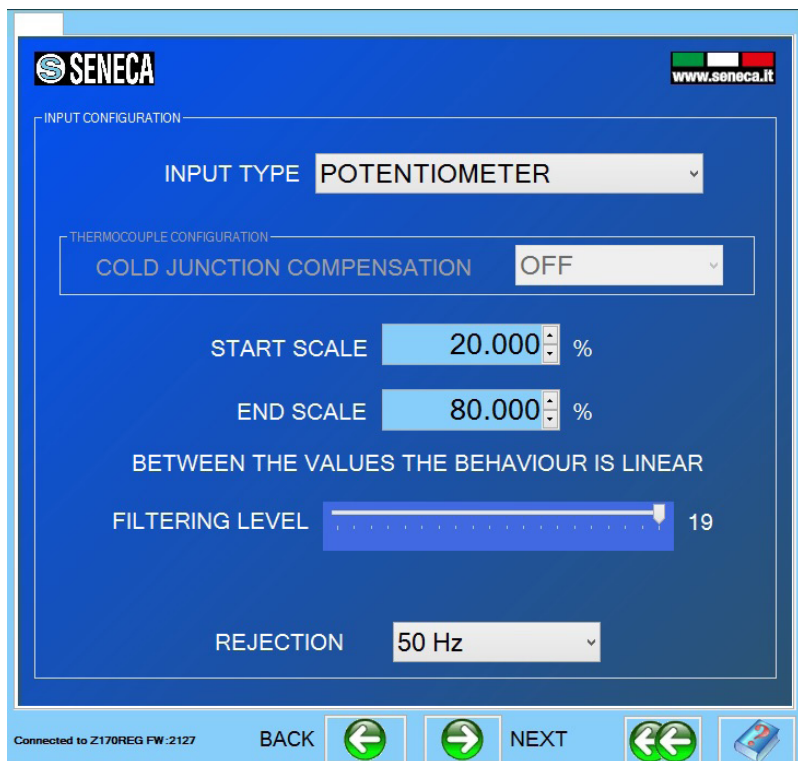 SENECA
www.seneca.it
INPUT CONFIGURATION
INPUT TYPE POTENTIOMETER
THERMOCOUPLE CONFIGURATION
COLD JUNCTION COMPENSATION OFF
START SCALE 20.000 %
END SCALE 80.000 %
BETWEEN THE VALUES THE BEHAVIOUR IS LINEAR
FILTERING LEVEL 19
REJECTION 50 Hz
Connected to Z170REG FW:2127 BACK NEXT